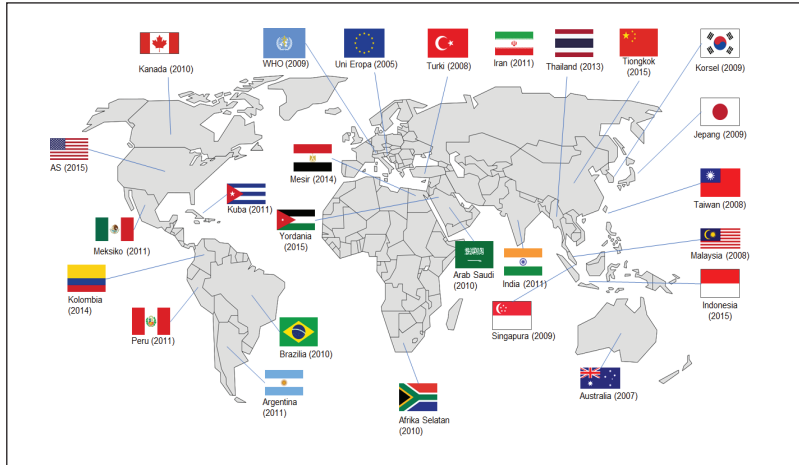 Kanada (2010)
WHO (2009)
Uni Eropa (2005)
Turki (2008)
Iran (2011)
Thailand (2013)
Tiongkok
(2015)
Korsel (2009)
AS (2015)
Jepang (2009)
Mesir (2014)
Kuba (2011)
Taiwan (2008)
Meksiko (2011)
Yordania
(2015)
Arab Saudi
(2010)
India (2011)
Malaysia (2008)
Kolombia
(2014)
Indonesia
(2015)
Peru (2011)
Brazilia (2010)
Singapura (2009)
Argentina
(2011)
Afrika Selatan
(2010)
Australia (2007)